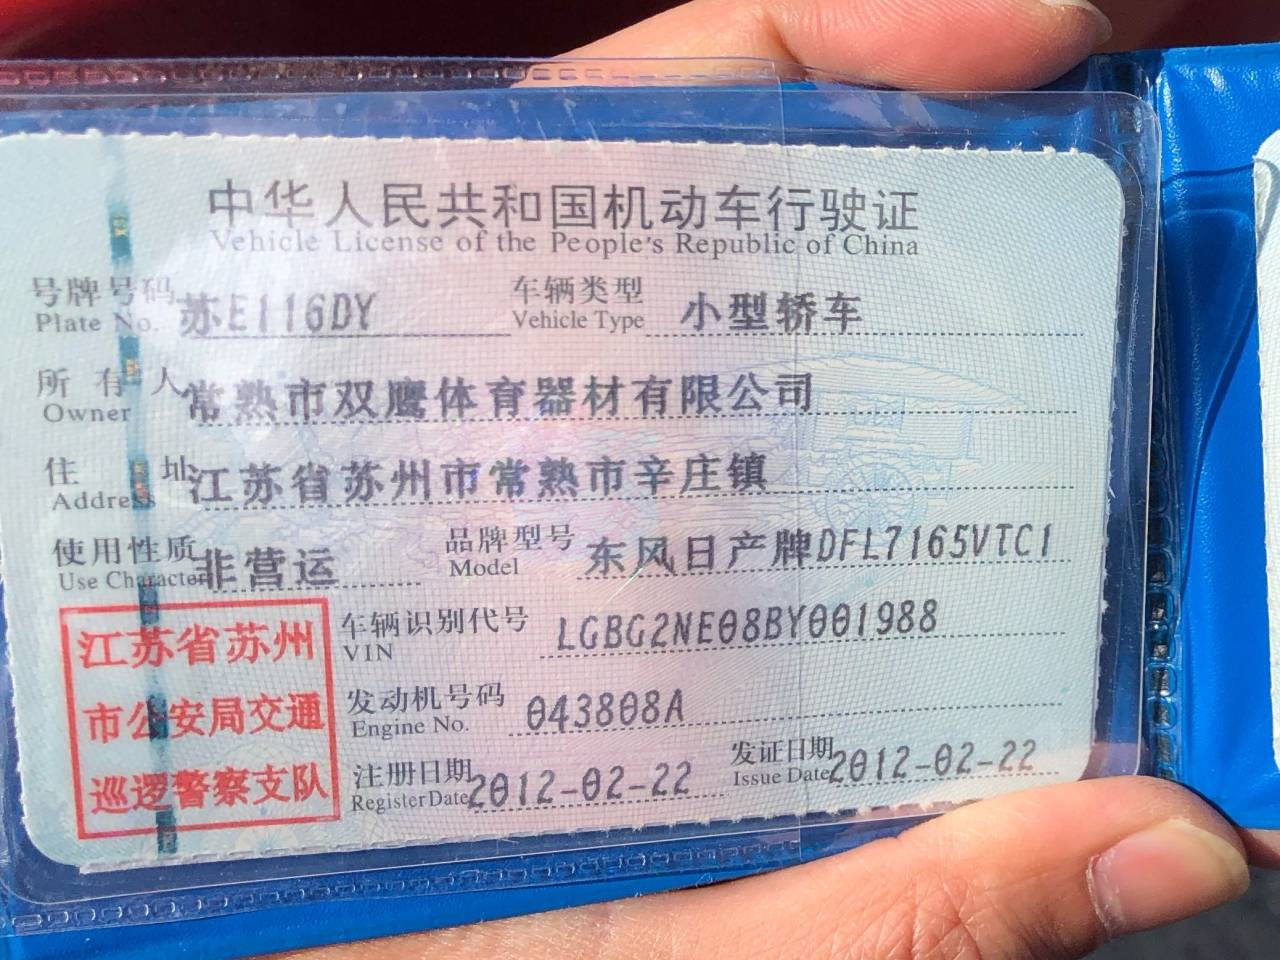 中华人民共和国机动车行驶证
Vehicle License of the People's Republic of China
号牌号码 苏E116DY 车辆类型 小型轿车
Plate No. Vehicle Type
所有人 常熟市双鹰体育器材有限公司
Owner
住址 江苏省苏州市常熟市辛庄镇
Address
使用性质 非营运 品牌型号 东风日产牌DFL7165VTC1
Use Character Model
车辆识别代号 LGBG2NE08BY001988
VIN
发动机号码 043808A
Engine No.
注册日期 2012-02-22 发证日期 2012-02-22
Register Date Issue Date
江苏省苏州
市公安局交通
巡逻警察支队